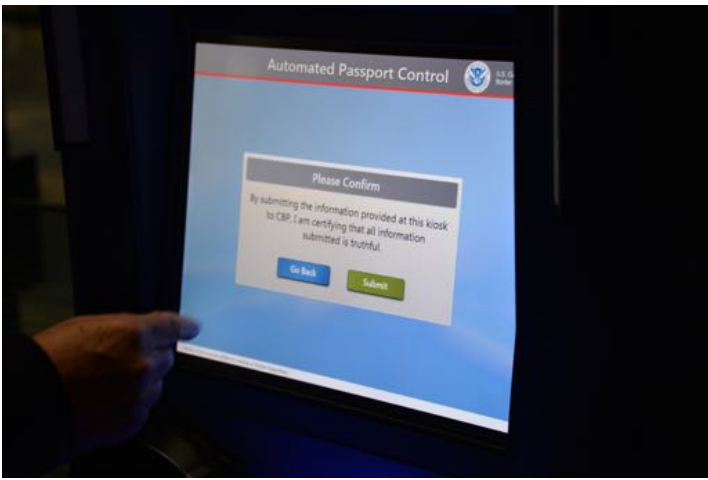 Automated Passport Control
U.S.
Border
Please Confirm
By submitting the information provided at this kiosk
to CBP, I am certifying that all information
submitted is truthful.
Go Back
Submit